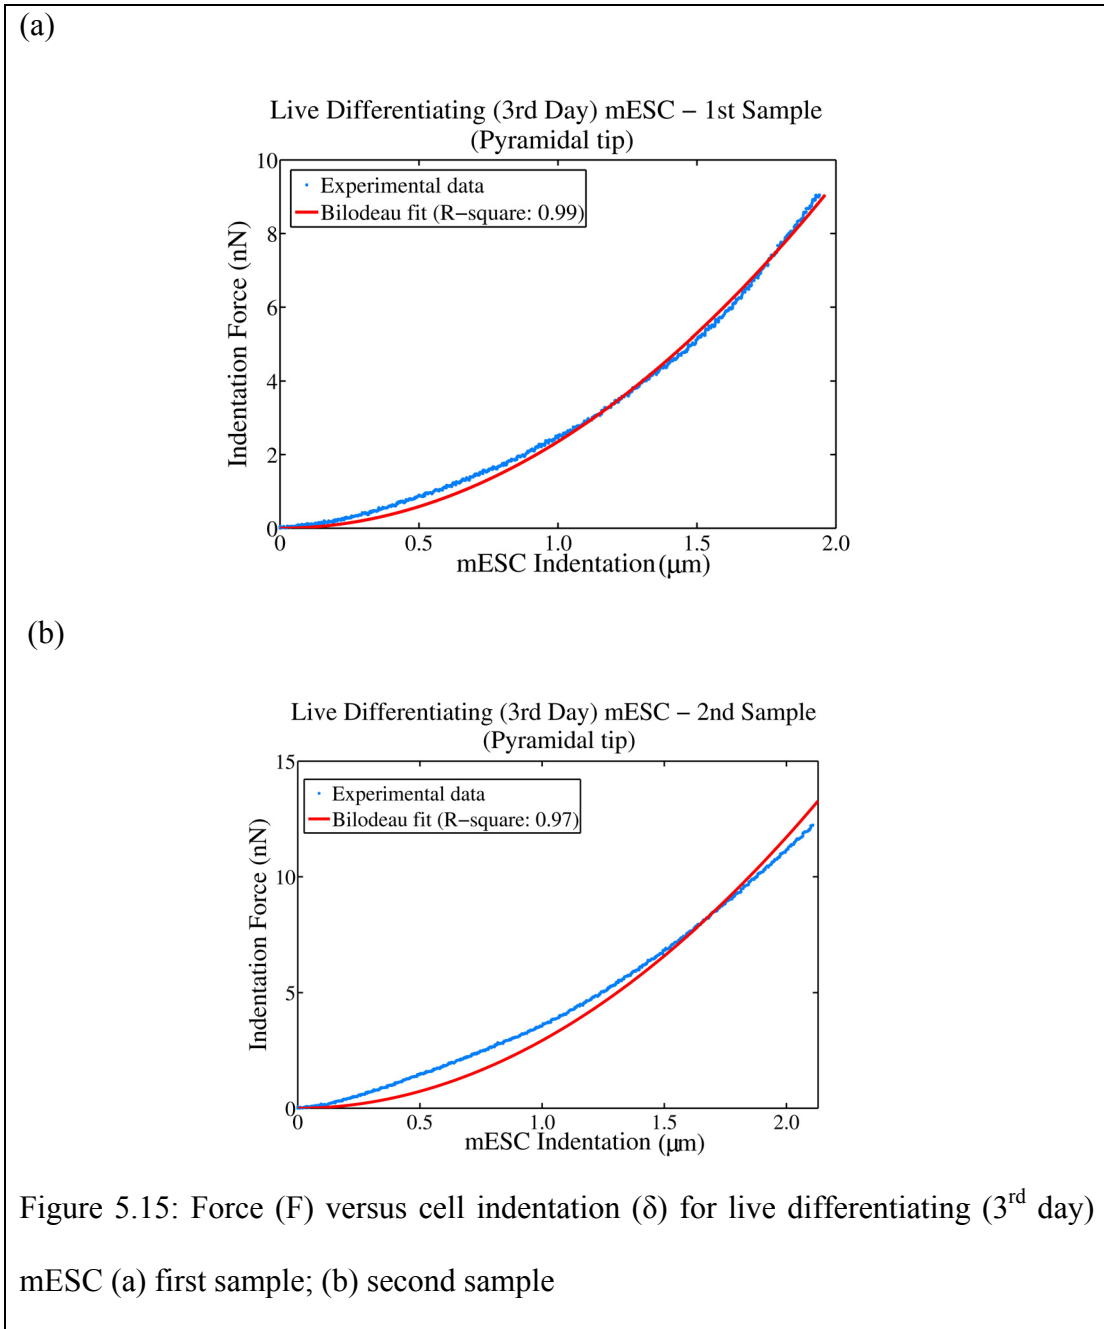 (a)
Live Differentiating (3rd Day) mESC − 1st Sample
(Pyramidal tip)
10
Experimental data
Bilodeau fit (R−square: 0.99)
8
6
4
2
0
Indentation Force (nN)
0 0.5 1.0 1.5 2.0
mESC Indentation (μm)
(b)
Live Differentiating (3rd Day) mESC − 2nd Sample
(Pyramidal tip)
15
Experimental data
Bilodeau fit (R−square: 0.97)
10
5
0
Indentation Force (nN)
0 0.5 1.0 1.5 2.0
mESC Indentation (μm)
Figure 5.15: Force (F) versus cell indentation (δ) for live differentiating (3rd day)
mESC (a) first sample; (b) second sample